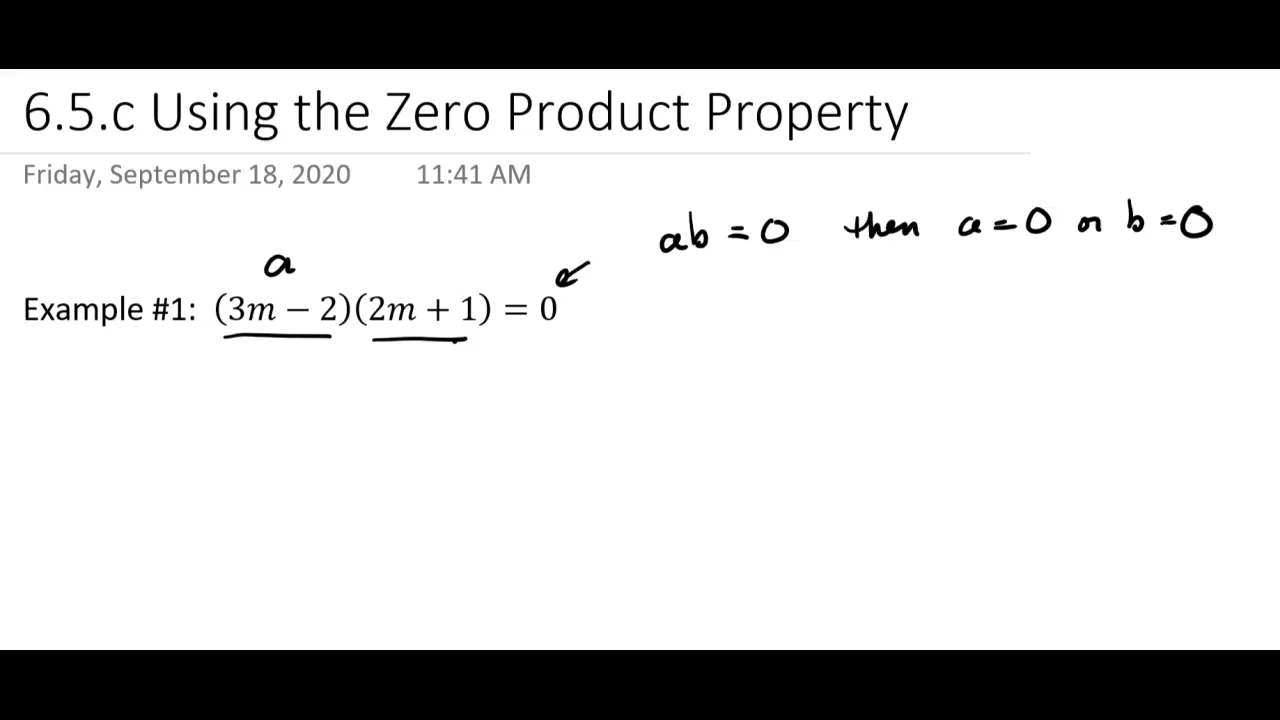 6.5.c Using the Zero Product Property
Friday, September 18, 2020 11:41 AM
ab = 0 then a = 0 or b = 0
a
Example #1: (3m − 2)(2m + 1) = 0